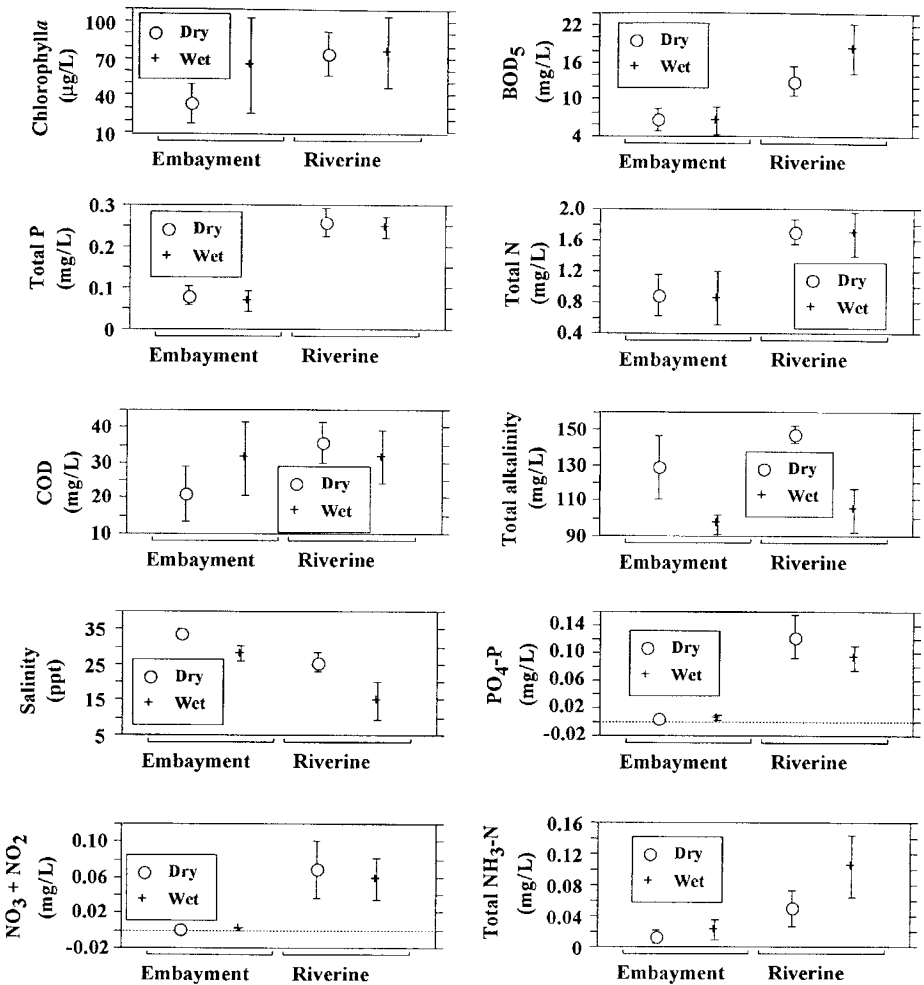 Chlorophylla
(µg/L)
100
70
40
10
Dry
Wet
Embayment
Riverine
BOD5
(mg/L)
22
16
10
4
Dry
Wet
Embayment
Riverine
Total P
(mg/L)
0.3
0.2
0.1
0
Dry
Wet
Embayment
Riverine
Total N
(mg/L)
2.0
1.6
1.2
0.8
0.4
Dry
Wet
Embayment
Riverine
COD
(mg/L)
40
30
20
10
Dry
Wet
Embayment
Riverine
Total alkalinity
(mg/L)
150
130
110
90
Dry
Wet
Embayment
Riverine
Salinity
(ppt)
35
25
15
5
Dry
Wet
Embayment
Riverine
PO4-P
(mg/L)
0.14
0.10
0.06
0.02
-0.02
Dry
Wet
Embayment
Riverine
NO3 + NO2
(mg/L)
0.10
0.06
0.02
-0.02
Dry
Wet
Embayment
Riverine
Total NH3-N
(mg/L)
0.16
0.12
0.08
0.04
0
Dry
Wet
Embayment
Riverine